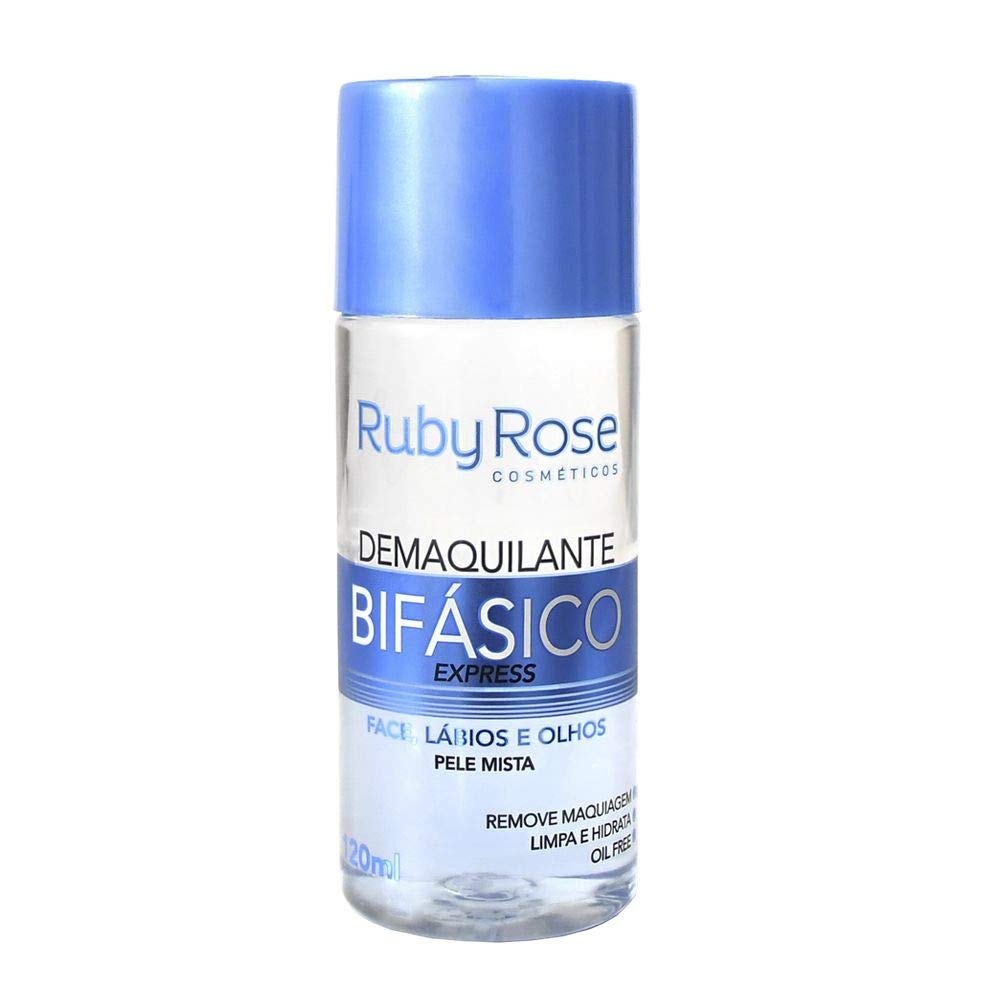 Ruby Rose
COSMÉTICOS
DEMAQUILANTE
BIFÁSICO
EXPRESS
FACE, LÁBIOS E OLHOS
PELE MISTA
REMOVE MAQUIAGEM
LIMPA E HIDRATA
OIL FREE
120ml